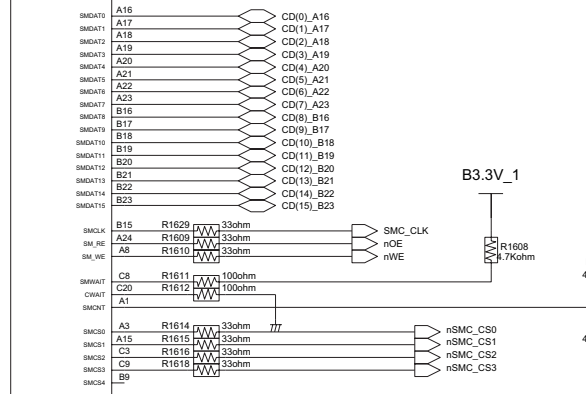 SMDAT0 A16 CD(0)_A16
SMDAT1 A17 CD(1)_A17
SMDAT2 A18 CD(2)_A18
SMDAT3 A19 CD(3)_A19
SMDAT4 A20 CD(4)_A20
SMDAT5 A21 CD(5)_A21
SMDAT6 A22 CD(6)_A22
SMDAT7 A23 CD(7)_A23
SMDAT8 B16 CD(8)_B16
SMDAT9 B17 CD(9)_B17
SMDAT10 B18 CD(10)_B18
SMDAT11 B19 CD(11)_B19
SMDAT12 B20 CD(12)_B20
SMDAT13 B21 CD(13)_B21
SMDAT14 B22 CD(14)_B22
SMDAT15 B23 CD(15)_B23
B3.3V_1
SMCLK B15 R1629 33ohm SMC_CLK
SM_RE A24 R1609 33ohm nOE
SM_WE A8 R1610 33ohm nWE
R1608
4.7Kohm
SMWAIT C8 R1611 100ohm
CWAIT C20 R1612 100ohm
SMCNT A1
4
SMCS0 A3 R1614 33ohm nSMC_CS0
SMCS1 A15 R1615 33ohm nSMC_CS1
4
SMCS2 C3 R1616 33ohm nSMC_CS2
SMCS3 C9 R1618 33ohm nSMC_CS3
SMCS4 B9